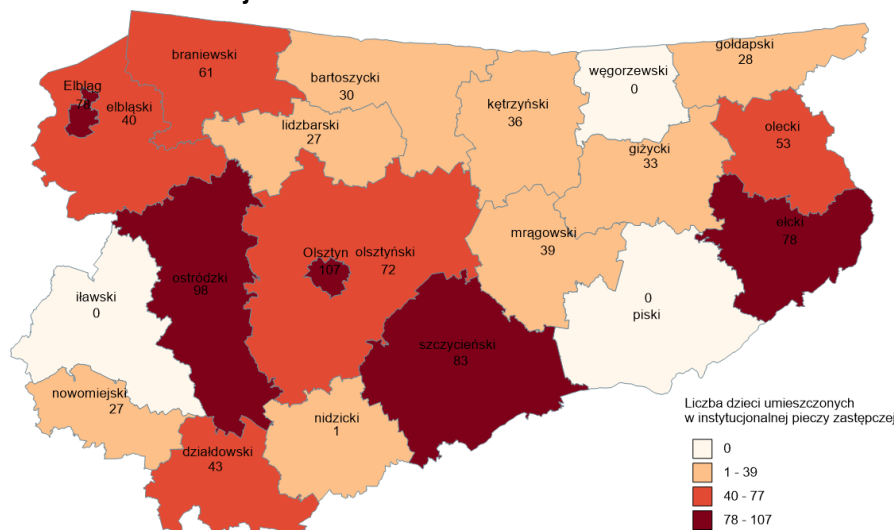 braniewski
61
bartoszycki
30
węgorzewski
0
gołdapski
28
Elbląg
78
elbląski
40
lidzbarski
27
kętrzyński
36
giżycki
33
olecki
53
ełcki
78
mrągowski
39
Olsztyn
107
olsztyński
72
ostródzki
98
iławski
0
0
piski
szczycieński
83
nowomiejski
27
nidzicki
1
działdowski
43
Liczba dzieci umieszczonych
w instytucjonalnej pieczy zastępczej
0
1 - 39
40 - 77
78 - 107